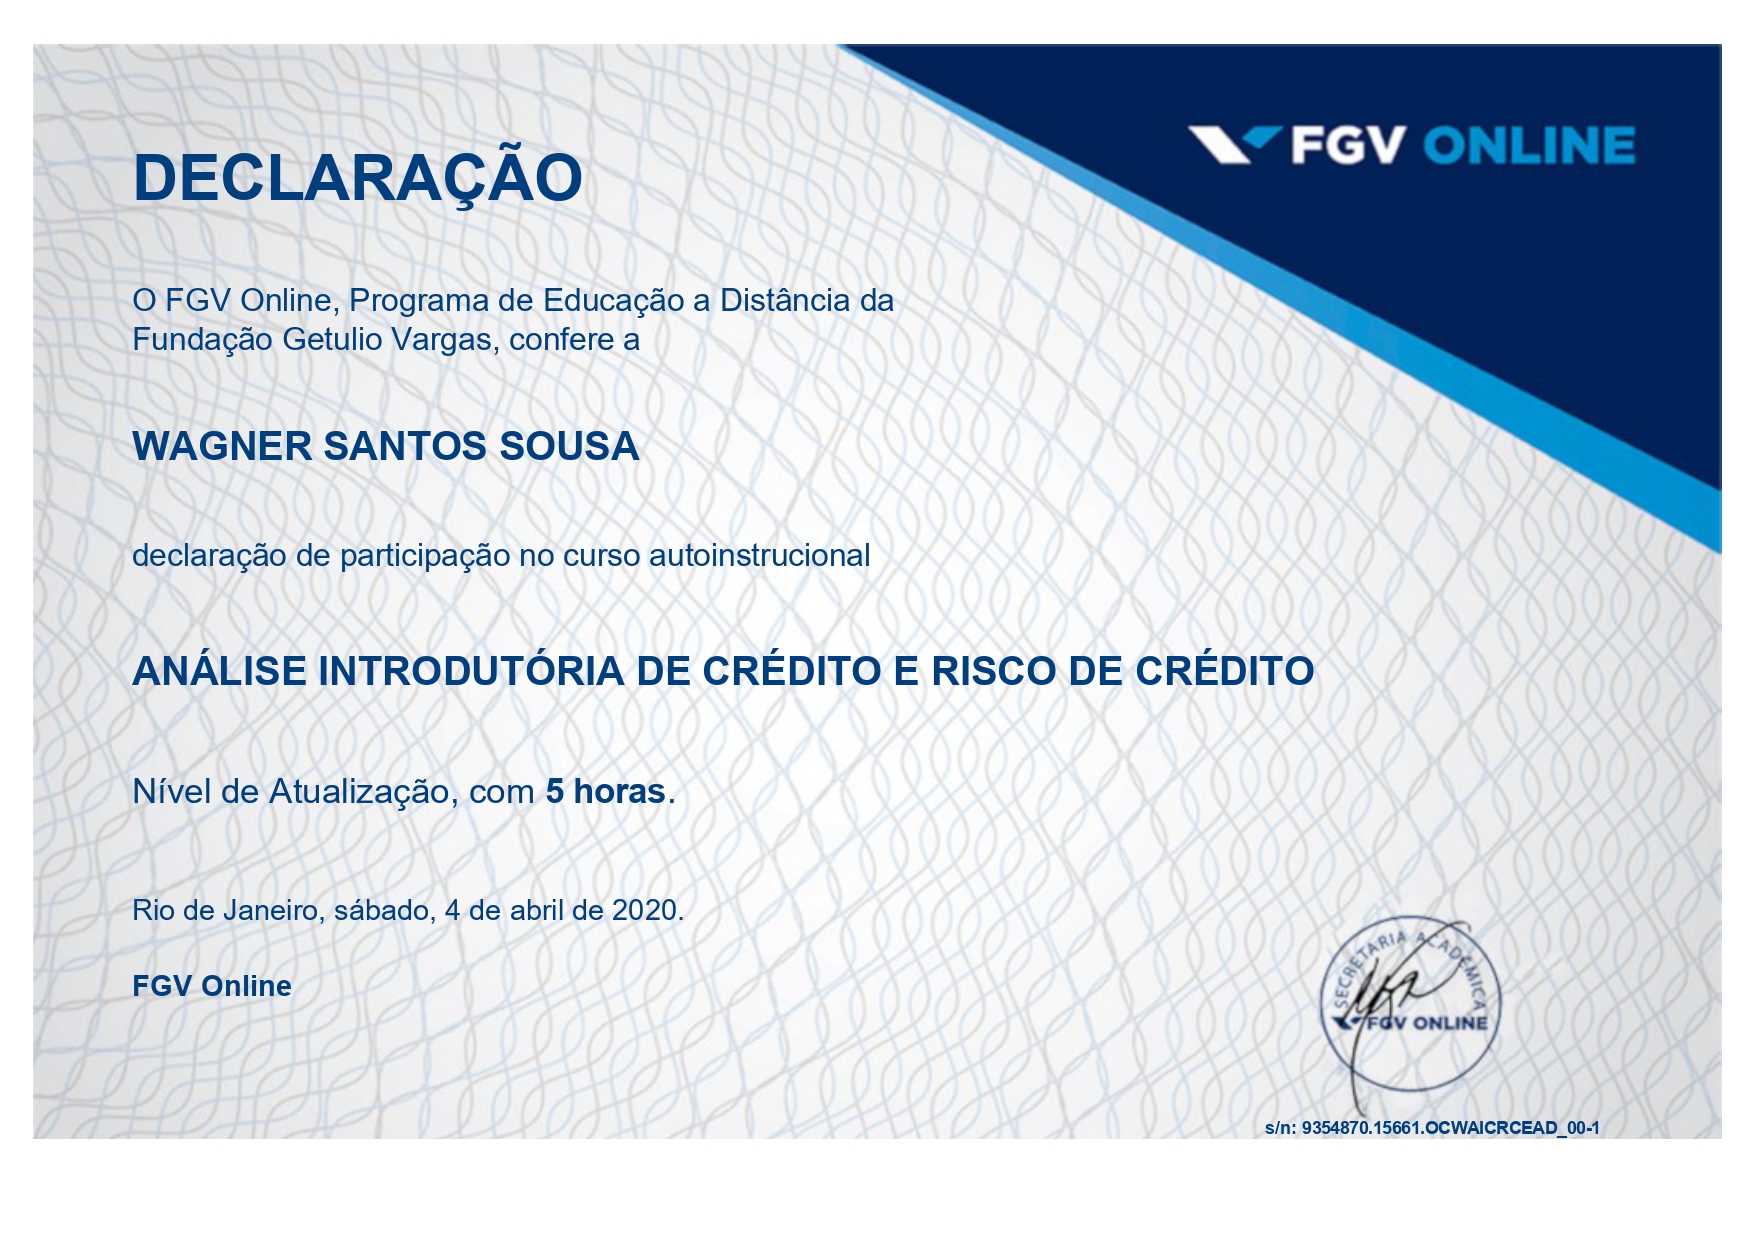 FGV ONLINE
DECLARAÇÃO
O FGV Online, Programa de Educação a Distância da
Fundação Getulio Vargas, confere a
WAGNER SANTOS SOUSA
declaração de participação no curso autoinstrucional
ANÁLISE INTRODUTÓRIA DE CRÉDITO E RISCO DE CRÉDITO
Nível de Atualização, com 5 horas.
Rio de Janeiro, sábado, 4 de abril de 2020.
FGV Online
SECRETARIA ACADÊMICA
FGV ONLINE
s/n: 9354870.15661.OCWAICRCEAD_00-1